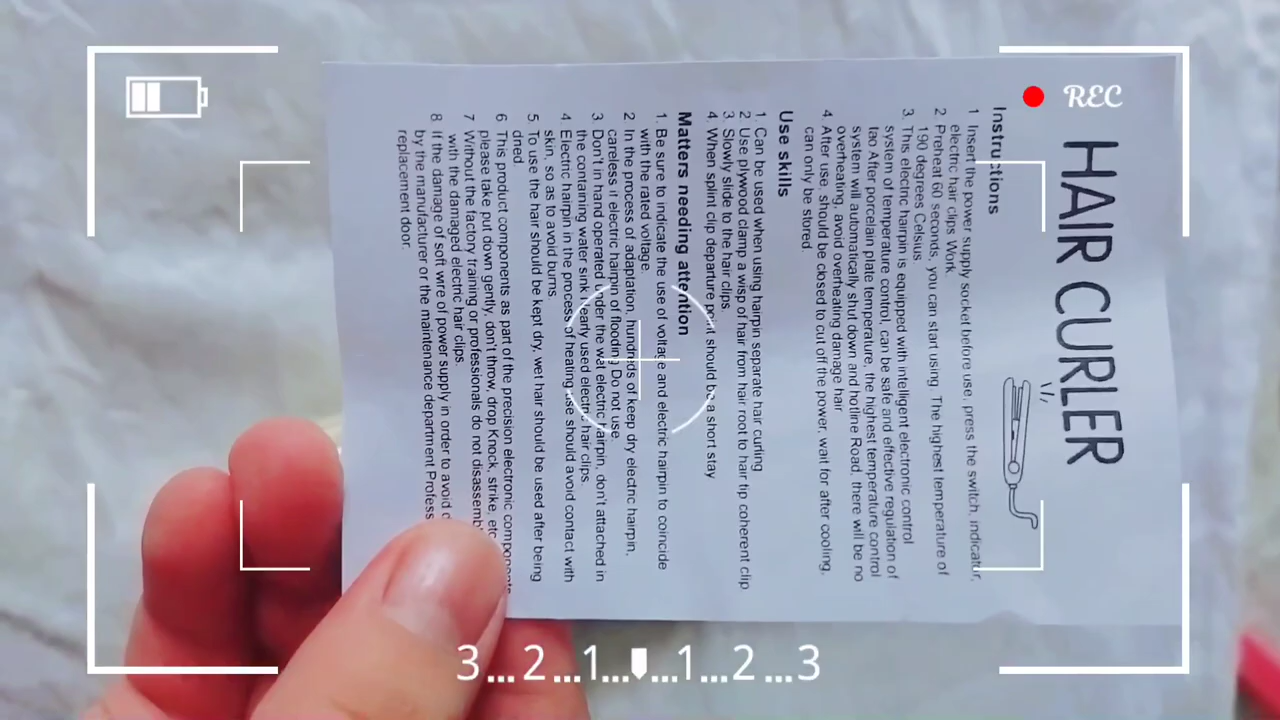 REC
HAIR CURLER
Instructions
1 Insert the power supply socket before use, press the switch, indicator,
electric hair clips Work.
2 Preheat 60 seconds, you can start using. The highest temperature of
190 degrees Celsius
3. This electric hairpin is equipped with intelligent electronic control
system of temperature control, can be safe and effective regulation of
tao After porcelain plate temperature, the highest temperature control
system will automatically shut down and hotline Road, there will be no
overheating, avoid overheating damage hair
4. After use, should be closed to cut off the power, wait for after cooling,
can only be stored
Use skills
1. Can be used when using hairpin separate hair curling
2. Use plywood clamp a wisp of hair from hair root to hair tip coherent clip
3. Slowly slide to the hair clips.
4. When splint clip departure point should be a short stay
Matters needing attention
1. Be sure to indicate the use of voltage and electric hairpin to coincide
with the rated voltage.
2 In the process of adaptation, hundreds of keep dry electric hairpin,
careless if electric hairpin of flooding Do not use.
3. Don't in hand operated under the wat electric hairpin, don't attached in
the containing water sink nearly used electric hair clips.
4 Electric hairpin in the process of heating use should avoid contact with
skin, so as to avoid burns.
5. To use the hair should be kept dry, wet hair should be used after being
dried.
6 This product components as part of the precision electronic components
please take put down gently, don't throw, drop Knock, strike, etc
7 Without the factory training or professionals do not disassemb
with the damaged electric hair clips.
8 If the damage of soft wire of power supply in order to avoid
by the manufacturer or the maintenance department Profess
replacement door.
3...2...1... ...1...2...3